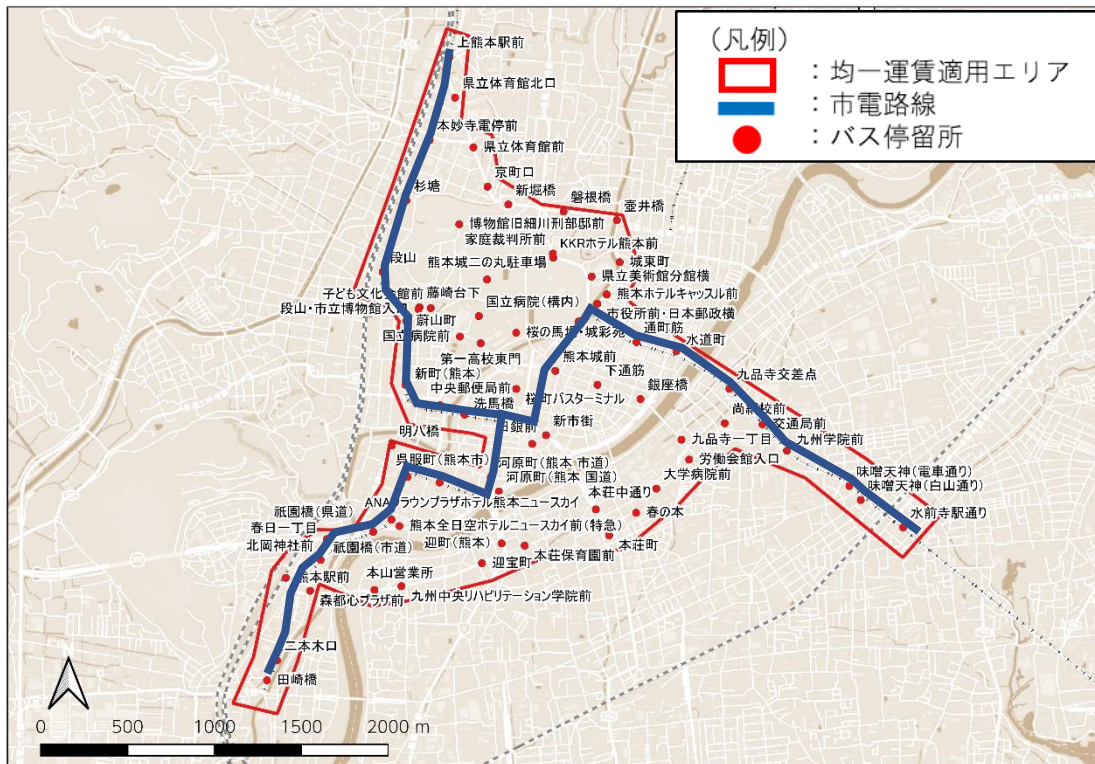 (凡例)
：均一運賃適用エリア
：市電路線
：バス停留所
上熊本駅前
県立体育館北口
本妙寺電停前
県立体育館前
京町口
杉塘
新堀橋
磐根橋
壺井橋
博物館旧細川刑部邸前
家庭裁判所前
KKRホテル熊本前
段山
熊本城二の丸駐車場
城東町
県立美術館分館横
子ども文化会館前
藤崎台下
国立病院(構内)
熊本ホテルキャッスル前
段山・市立博物館入口
蔚山町
市役所前・日本郵政横
国立病院前
桜の馬場・城彩苑
通町筋
水道町
第一高校東門
熊本城前
新町(熊本)
下通筋
九品寺交差点
中央郵便局前
桜町バスターミナル
銀座橋
洗馬橋
尚絅校前
新市街
交通局前
明八橋
日銀前
九品寺一丁目
九州学院前
呉服町(熊本市)
河原町(熊本 市道)
労働会館入口
河原町(熊本 国道)
大学病院前
味噌天神(電車通り)
味噌天神(白山通り)
ANAクラウンプラザホテル熊本ニュースカイ
本荘中通り
祇園橋(県道)
春の本
水前寺駅通り
春日一丁目
熊本全日空ホテルニュースカイ前(特急)
北岡神社前
祇園橋(市道)
迎町(熊本)
本荘町
本荘保育園前
熊本駅前
本山営業所
迎宝町
森都心プラザ前
九州中央リハビリテーション学院前
二本木口
田崎橋
0 500 1000 1500 2000 m